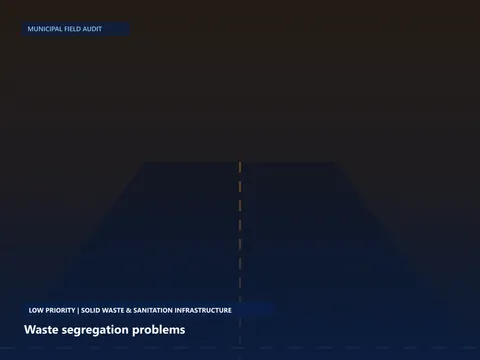 MUNICIPAL FIELD AUDIT
LOW PRIORITY | SOLID WASTE & SANITATION INFRASTRUCTURE
Waste segregation problems